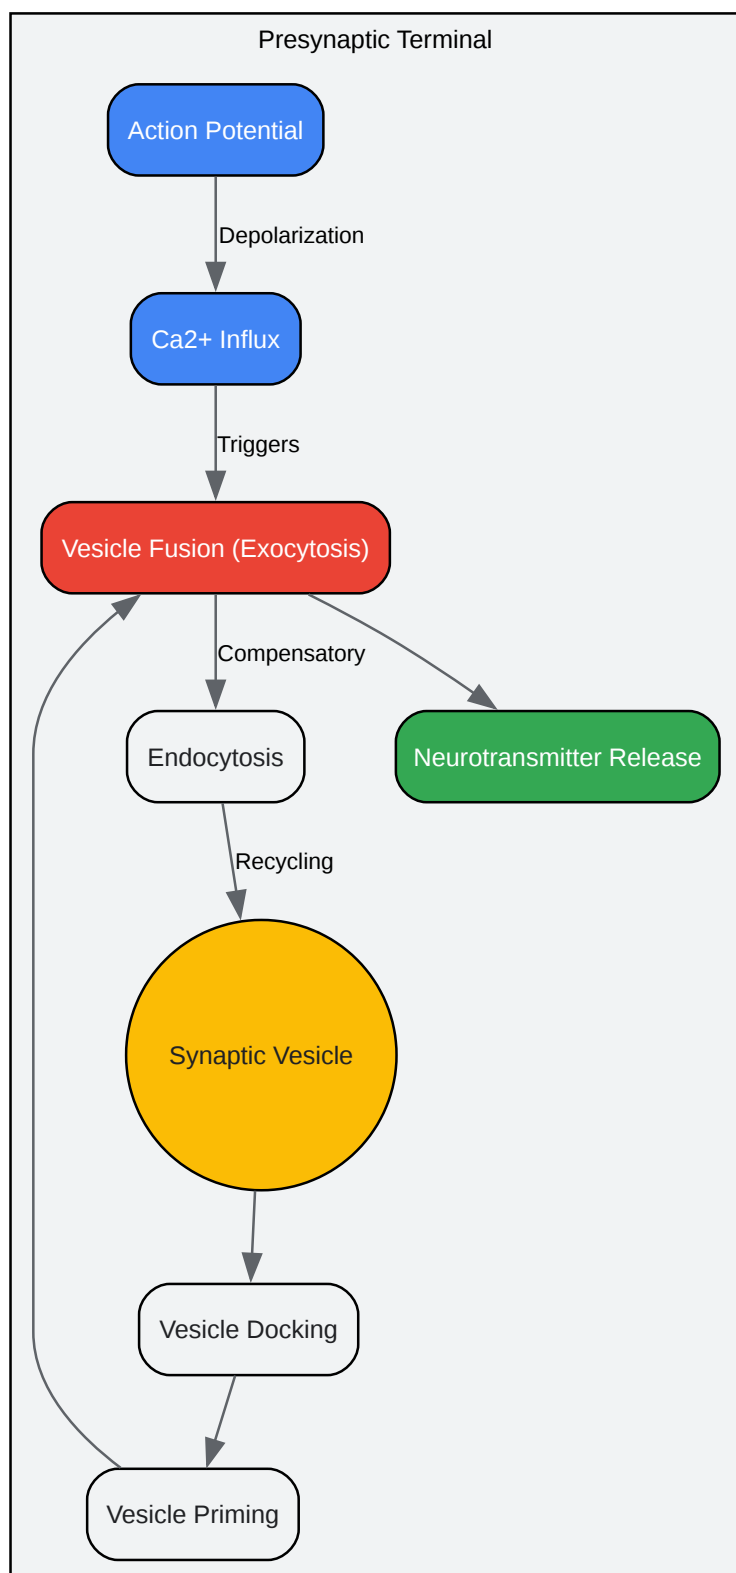 Presynaptic Terminal
Action Potential
Depolarization
Ca2+ Influx
Triggers
Vesicle Fusion (Exocytosis)
Compensatory
Endocytosis
Neurotransmitter Release
Recycling
Synaptic Vesicle
Vesicle Docking
Vesicle Priming